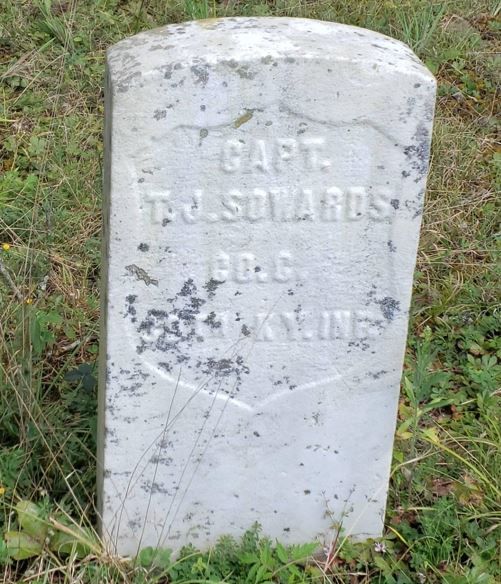 CAPT.
T. J. SOWARDS
CO. C.
KY. INF.